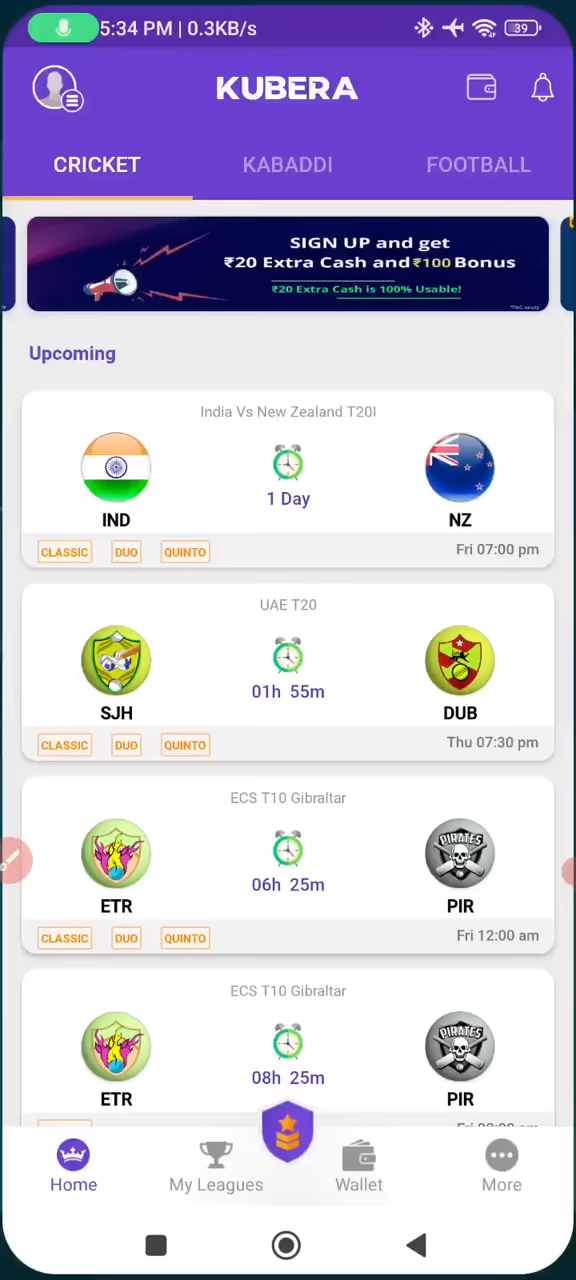 5:34 PM | 0.3KB/s
39
KUBERA
CRICKET KABADDI FOOTBALL
SIGN UP and get
₹20 Extra Cash and ₹100 Bonus
₹20 Extra Cash is 100% Usable!
Upcoming
India Vs New Zealand T20I
1 Day
IND NZ
CLASSIC DUO QUINTO Fri 07:00 pm
UAE T20
01h 55m
SJH DUB
CLASSIC DUO QUINTO Thu 07:30 pm
ECS T10 Gibraltar
PIRATES
06h 25m
ETR PIR
CLASSIC DUO QUINTO Fri 12:00 am
ECS T10 Gibraltar
PIRATES
08h 25m
ETR PIR
Home My Leagues Wallet More